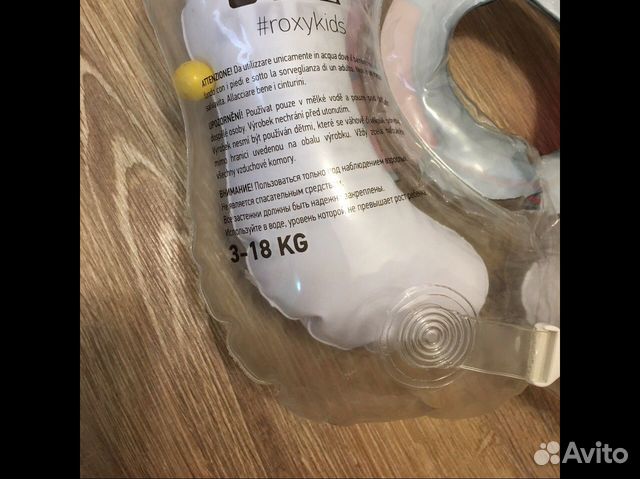 #roxykids
ATTENZIONE! Da utilizzare unicamente in acqua dove il
con i piedi e sotto la sorveglianza di un adulto.
Allacciare bene i cinturini.
UPOZORNĚNÍ! Používat pouze v mělké vodě a pouze pod
dospělé osoby. Výrobek nechrání před utonutím.
Výrobek nesmí být používán dětmi, které se váhově či
mimo hranici uvedenou na obalu výrobku. Vždy
všechny vzduchové komory.
ВНИМАНИЕ! Пользоваться только под наблюдением взрослых.
Не является спасательным средством.
Все застежки должны быть надежно закреплены.
Используйте в воде, уровень которой не превышает рост ребенка.
3-18 KG
Avito